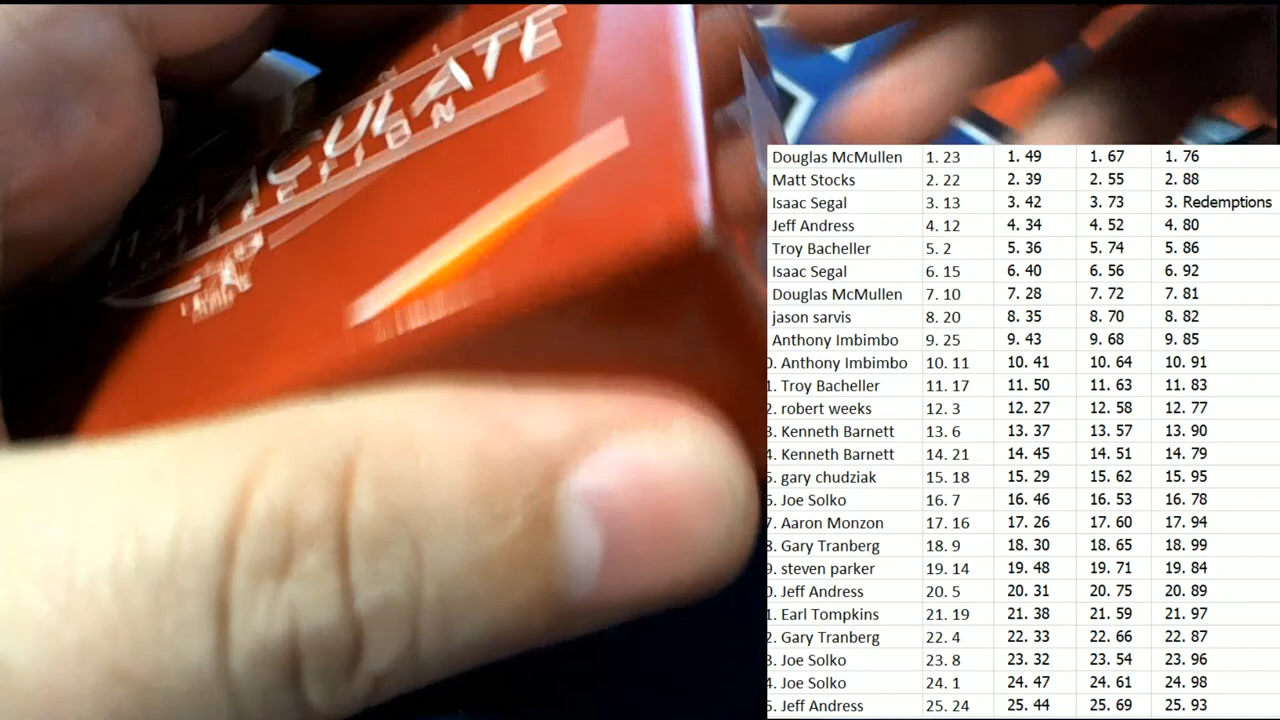 CULATE
Douglas McMullen 1. 23 1. 49 1. 67 1. 76
Matt Stocks 2. 22 2. 39 2. 55 2. 88
Isaac Segal 3. 13 3. 42 3. 73 3. Redemptions
Jeff Andress 4. 12 4. 34 4. 52 4. 80
Troy Bacheller 5. 2 5. 36 5. 74 5. 86
Isaac Segal 6. 15 6. 40 6. 56 6. 92
Douglas McMullen 7. 10 7. 28 7. 72 7. 81
jason sarvis 8. 20 8. 35 8. 70 8. 82
Anthony Imbimbo 9. 25 9. 43 9. 68 9. 85
0. Anthony Imbimbo 10. 11 10. 41 10. 64 10. 91
1. Troy Bacheller 11. 17 11. 50 11. 63 11. 83
2. robert weeks 12. 3 12. 27 12. 58 12. 77
3. Kenneth Barnett 13. 6 13. 37 13. 57 13. 90
4. Kenneth Barnett 14. 21 14. 45 14. 51 14. 79
5. gary chudziak 15. 18 15. 29 15. 62 15. 95
6. Joe Solko 16. 7 16. 46 16. 53 16. 78
7. Aaron Monzon 17. 16 17. 26 17. 60 17. 94
8. Gary Tranberg 18. 9 18. 30 18. 65 18. 99
9. steven parker 19. 14 19. 48 19. 71 19. 84
0. Jeff Andress 20. 5 20. 31 20. 75 20. 89
1. Earl Tompkins 21. 19 21. 38 21. 59 21. 97
2. Gary Tranberg 22. 4 22. 33 22. 66 22. 87
3. Joe Solko 23. 8 23. 32 23. 54 23. 96
4. Joe Solko 24. 1 24. 47 24. 61 24. 98
5. Jeff Andress 25. 24 25. 44 25. 69 25. 93